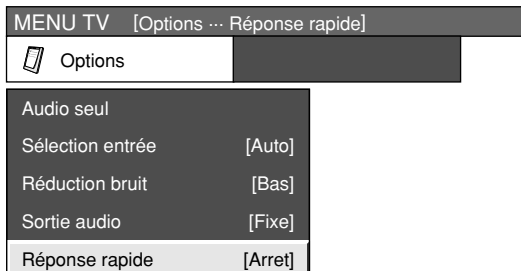 MENU TV [Options ··· Réponse rapide]
Options
Audio seul
Sélection entrée [Auto]
Réduction bruit [Bas]
Sortie audio [Fixe]
Réponse rapide [Arret]